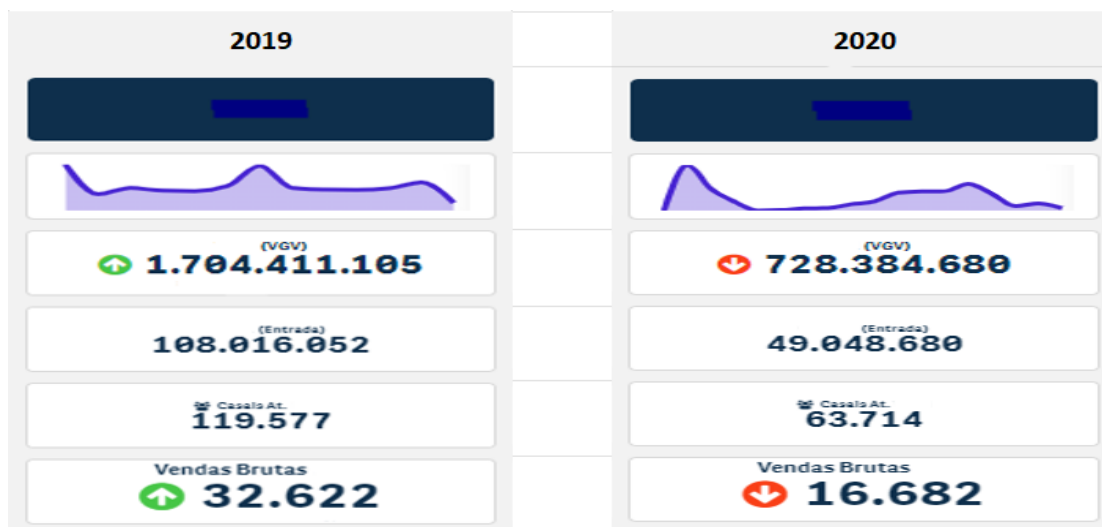 2019
(VGV)
1.704.411.105
(Entrada)
108.016.052
Casais At.
119.577
Vendas Brutas
32.622
2020
(VGV)
728.384.680
(Entrada)
49.048.680
Casais At.
63.714
Vendas Brutas
16.682